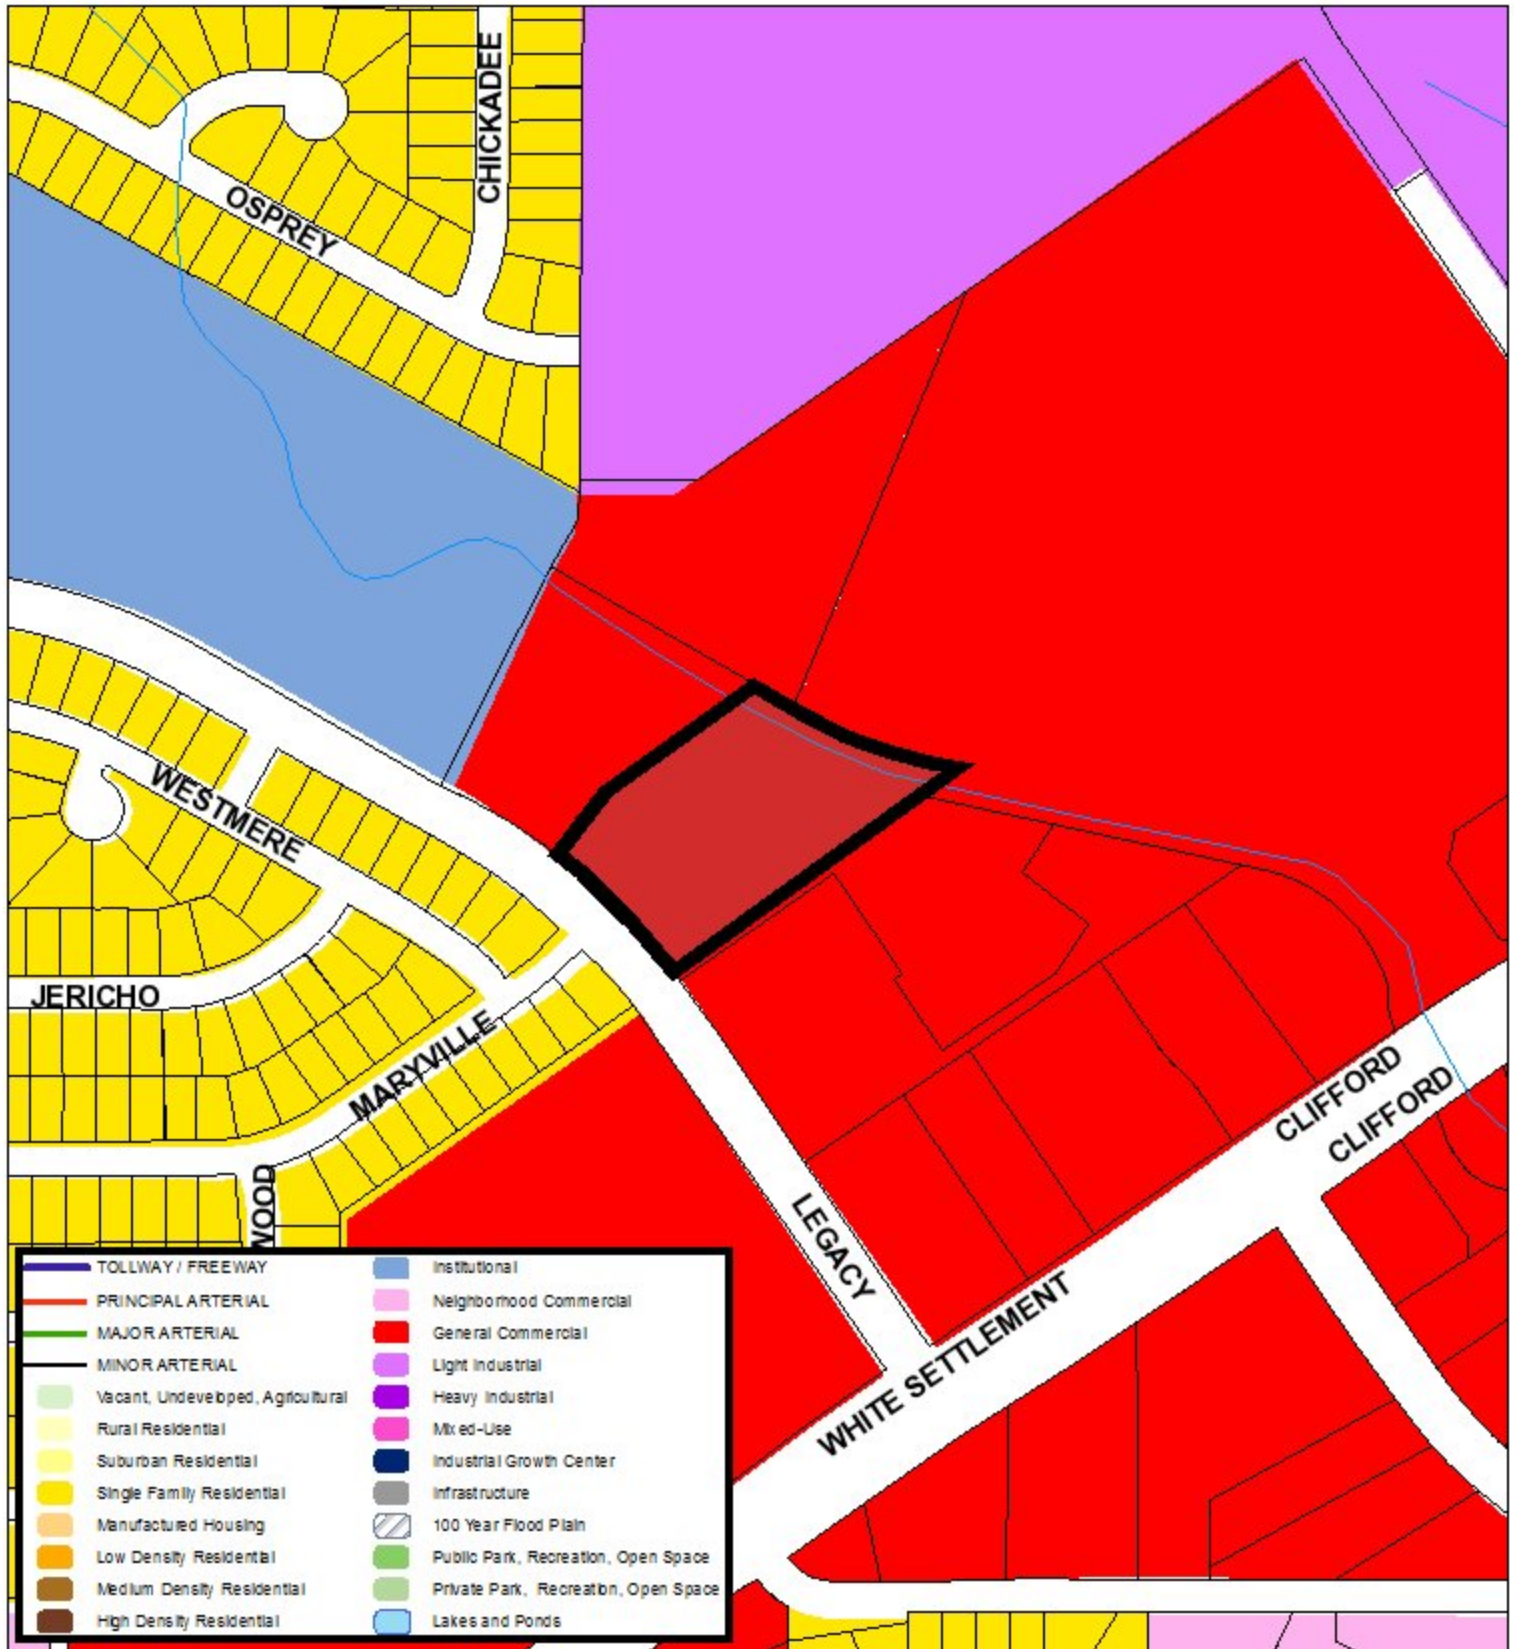 CHICKADEE
OSPREY
WESTMERE
JERICHO
MARYVILLE
WOOD
LEGACY
CLIFFORD
CLIFFORD
WHITE SETTLEMENT
TOLLWAY / FREEWAY
PRINCIPAL ARTERIAL
MAJOR ARTERIAL
MINOR ARTERIAL
Vacant, Undeveloped, Agricultural
Rural Residential
Suburban Residential
Single Family Residential
Manufactured Housing
Low Density Residential
Medium Density Residential
High Density Residential
Institutional
Neighborhood Commercial
General Commercial
Light Industrial
Heavy Industrial
Mixed-Use
Industrial Growth Center
Infrastructure
100 Year Flood Plain
Public Park, Recreation, Open Space
Private Park, Recreation, Open Space
Lakes and Ponds